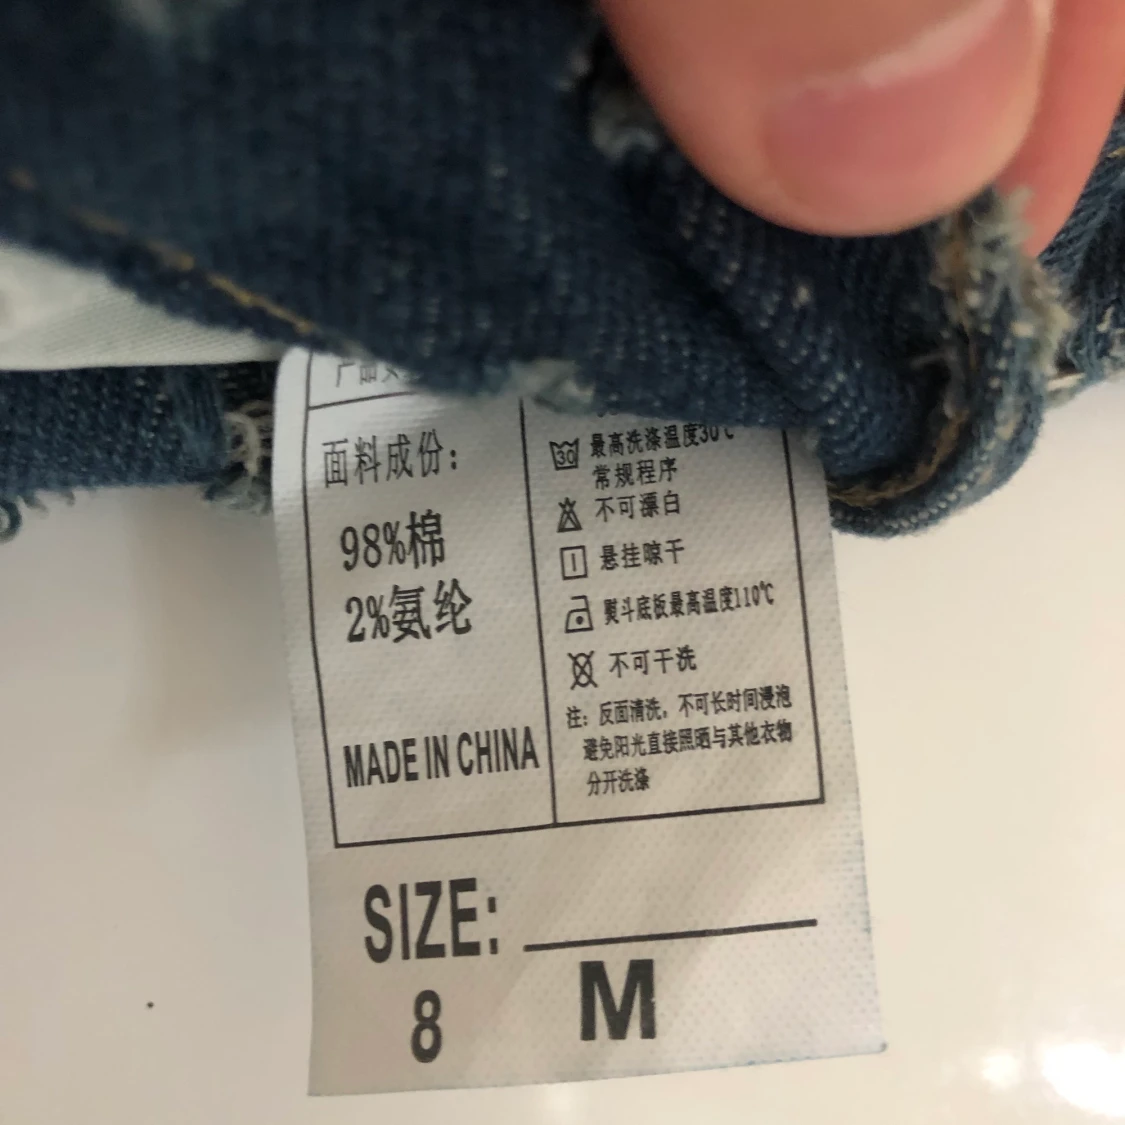 产品
面料成份：
98%棉
2%氨纶
MADE IN CHINA
30
最高洗涤温度30℃
常规程序
不可漂白
悬挂晾干
熨斗底板最高温度110℃
不可干洗
注：反面清洗，不可长时间浸泡
避免阳光直接照晒与其他衣物
分开洗涤
SIZE:
8
M